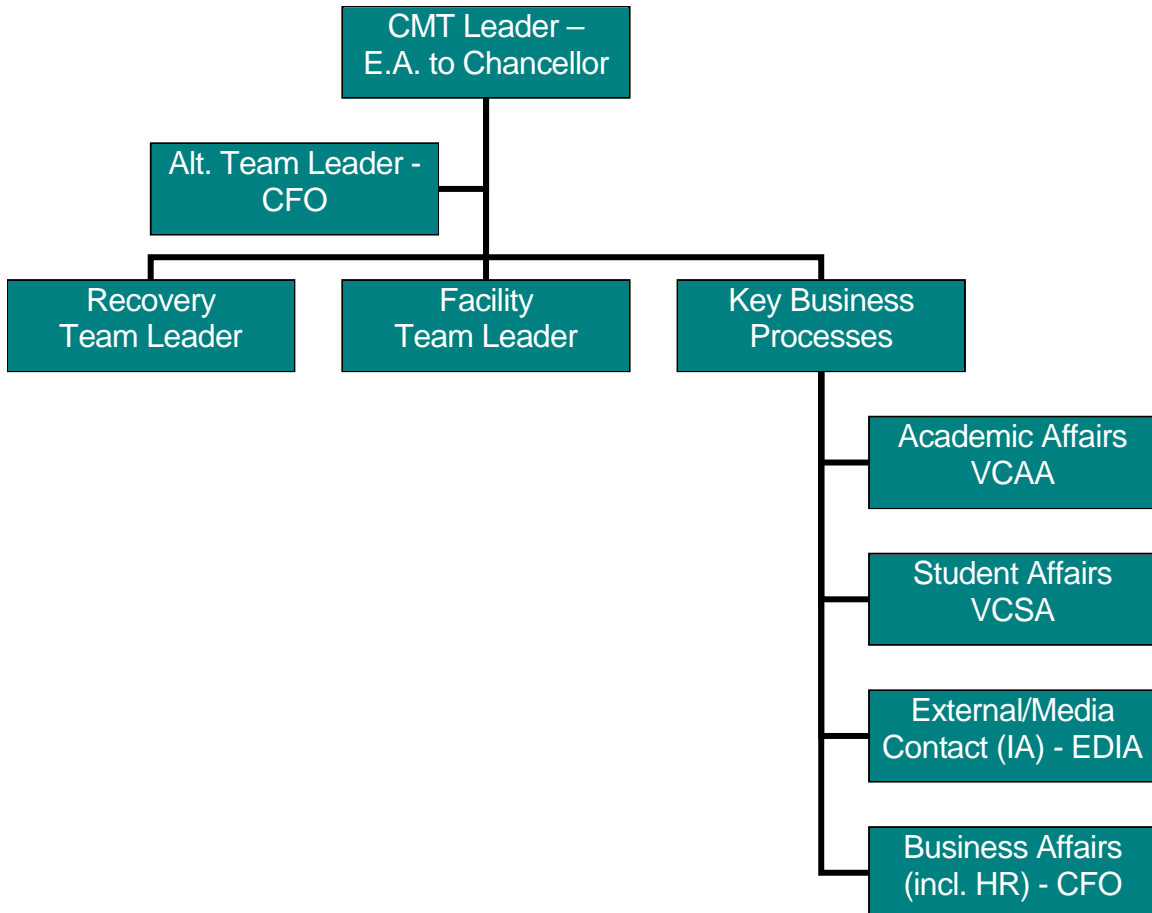 CMT Leader –
E.A. to Chancellor
Alt. Team Leader -
CFO
Recovery
Team Leader
Facility
Team Leader
Key Business
Processes
Academic Affairs
VCAA
Student Affairs
VCSA
External/Media
Contact (IA) - EDIA
Business Affairs
(incl. HR) - CFO